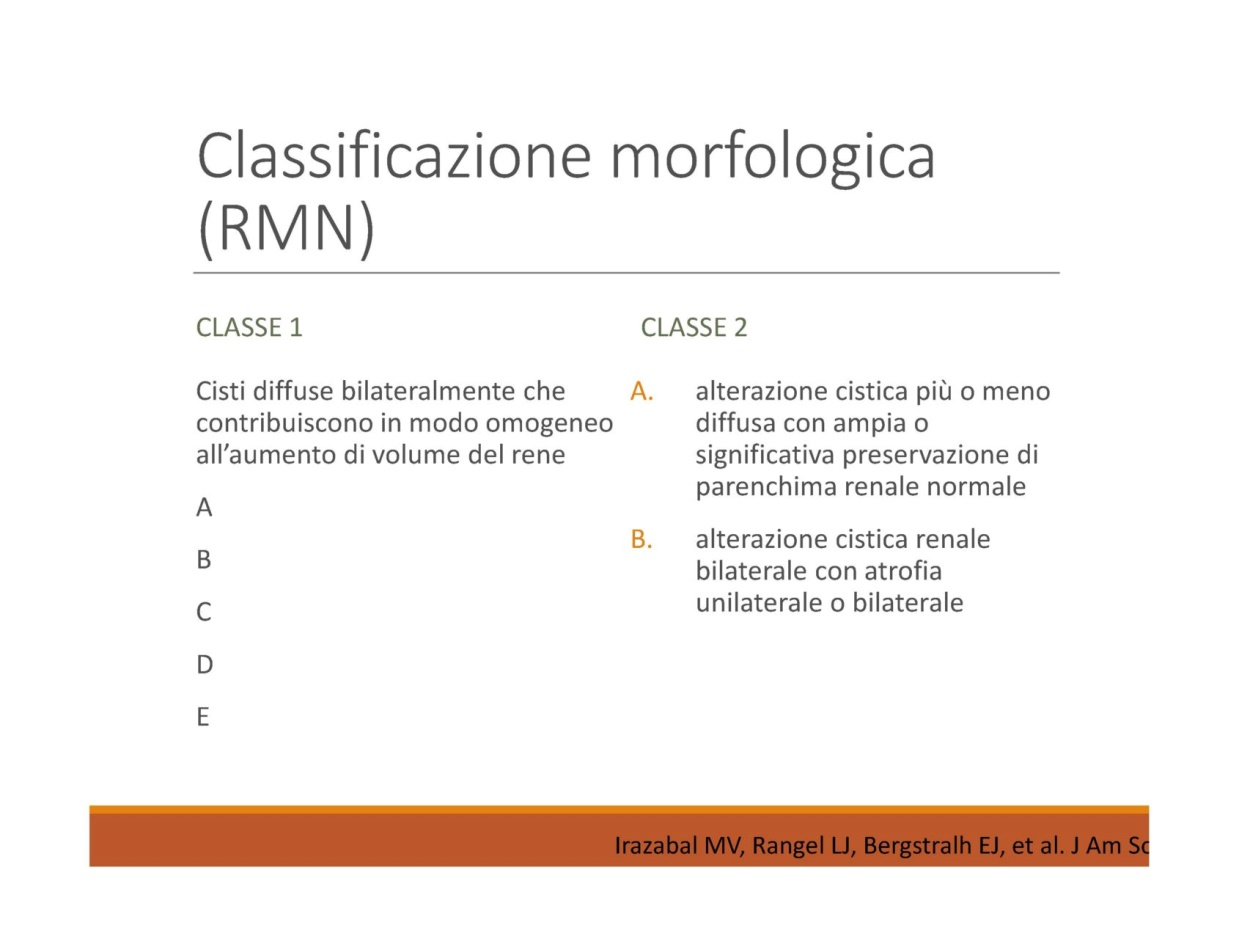 Classificazione morfologica
(RMN)
CLASSE 1
Cisti diffuse bilateralmente che
contribuiscono in modo omogeneo
all’aumento di volume del rene
A
B
C
D
E
CLASSE 2
A. alterazione cistica più o meno
diffusa con ampia o
significativa preservazione di
parenchima renale normale
B. alterazione cistica renale
bilaterale con atrofia
unilaterale o bilaterale
Irazabal MV, Rangel LJ, Bergstralh EJ, et al. J Am